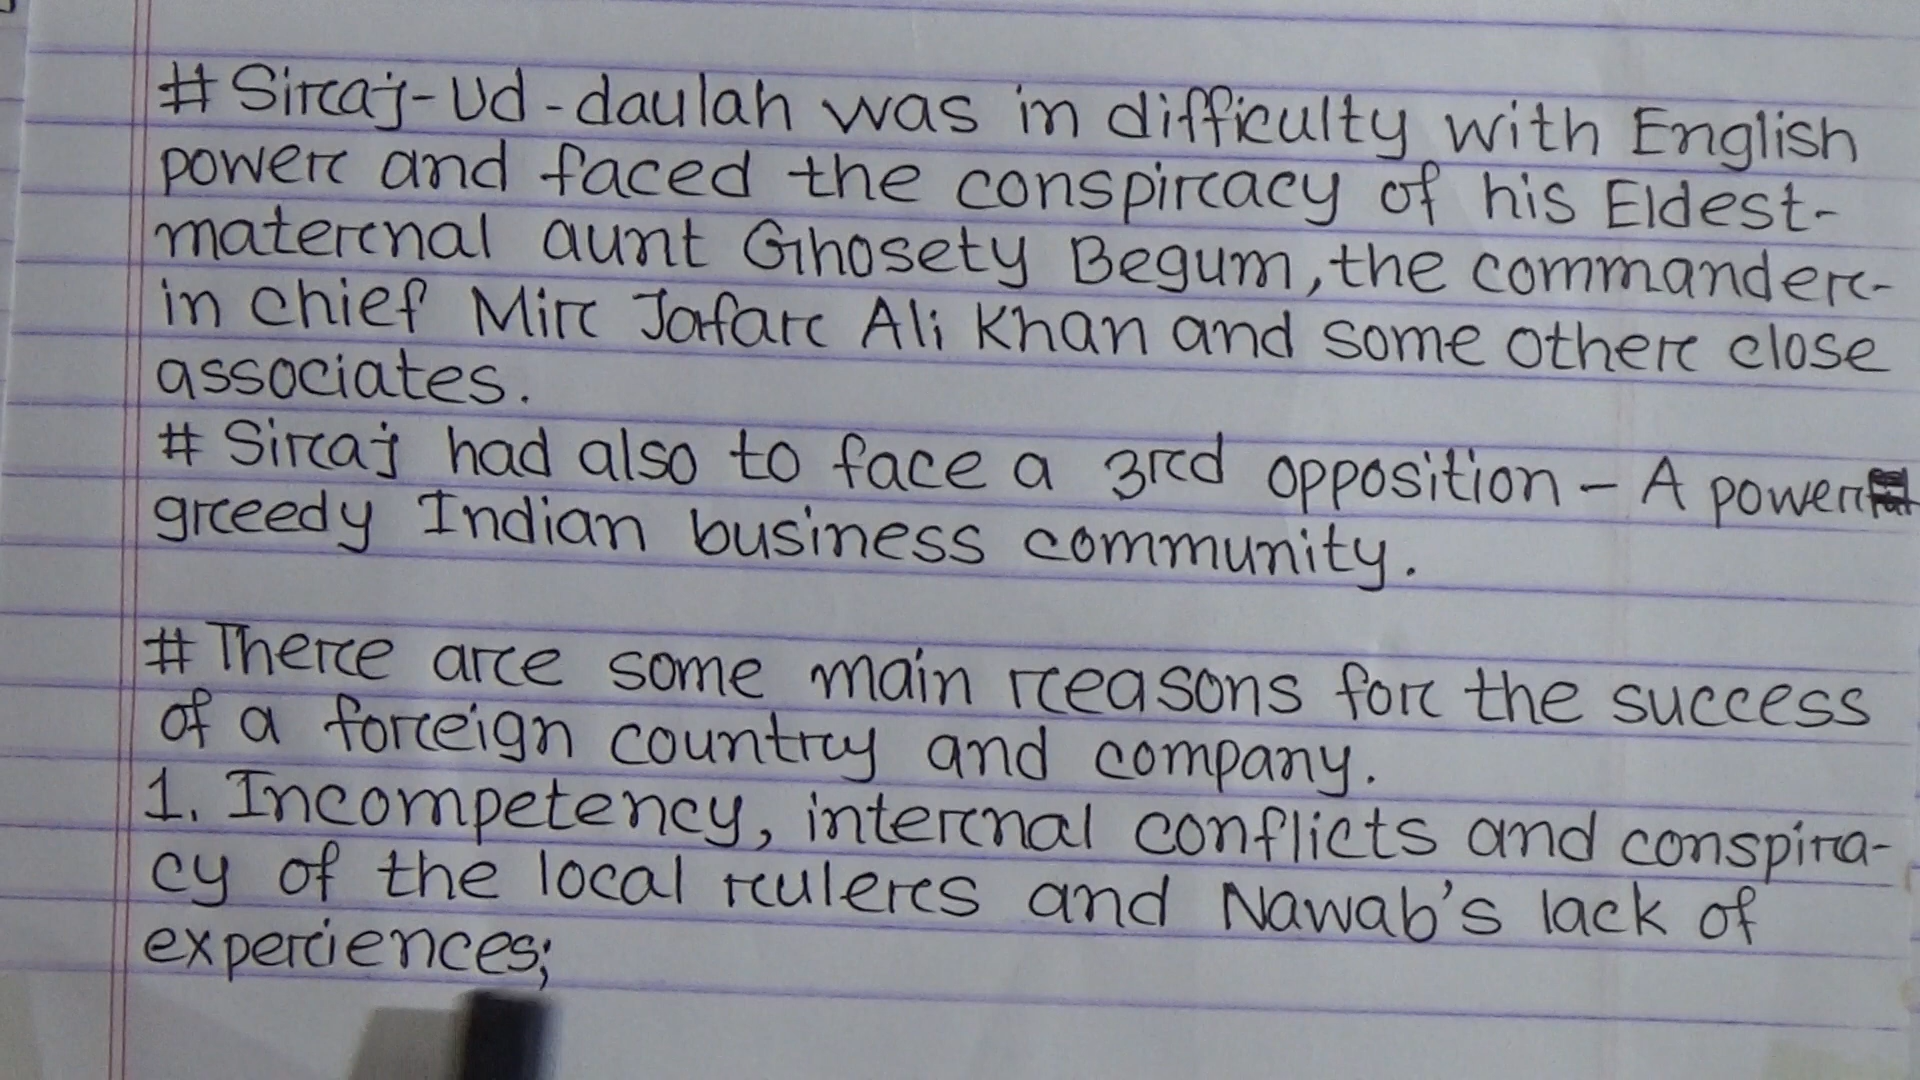 # Siraj-Ud-daulah was in difficulty with English
power and faced the conspiracy of his Eldest-
maternal aunt Ghosety Begum, the commander-
in chief Mir Jafar Ali Khan and some other close
associates.
# Siraj had also to face a 3rd opposition - A power
greedy Indian business community.
# There are some main reasons for the success
of a foreign country and company.
1. Incompetency, internal conflicts and conspira-
cy of the local rulers and Nawab's lack of
experiences;